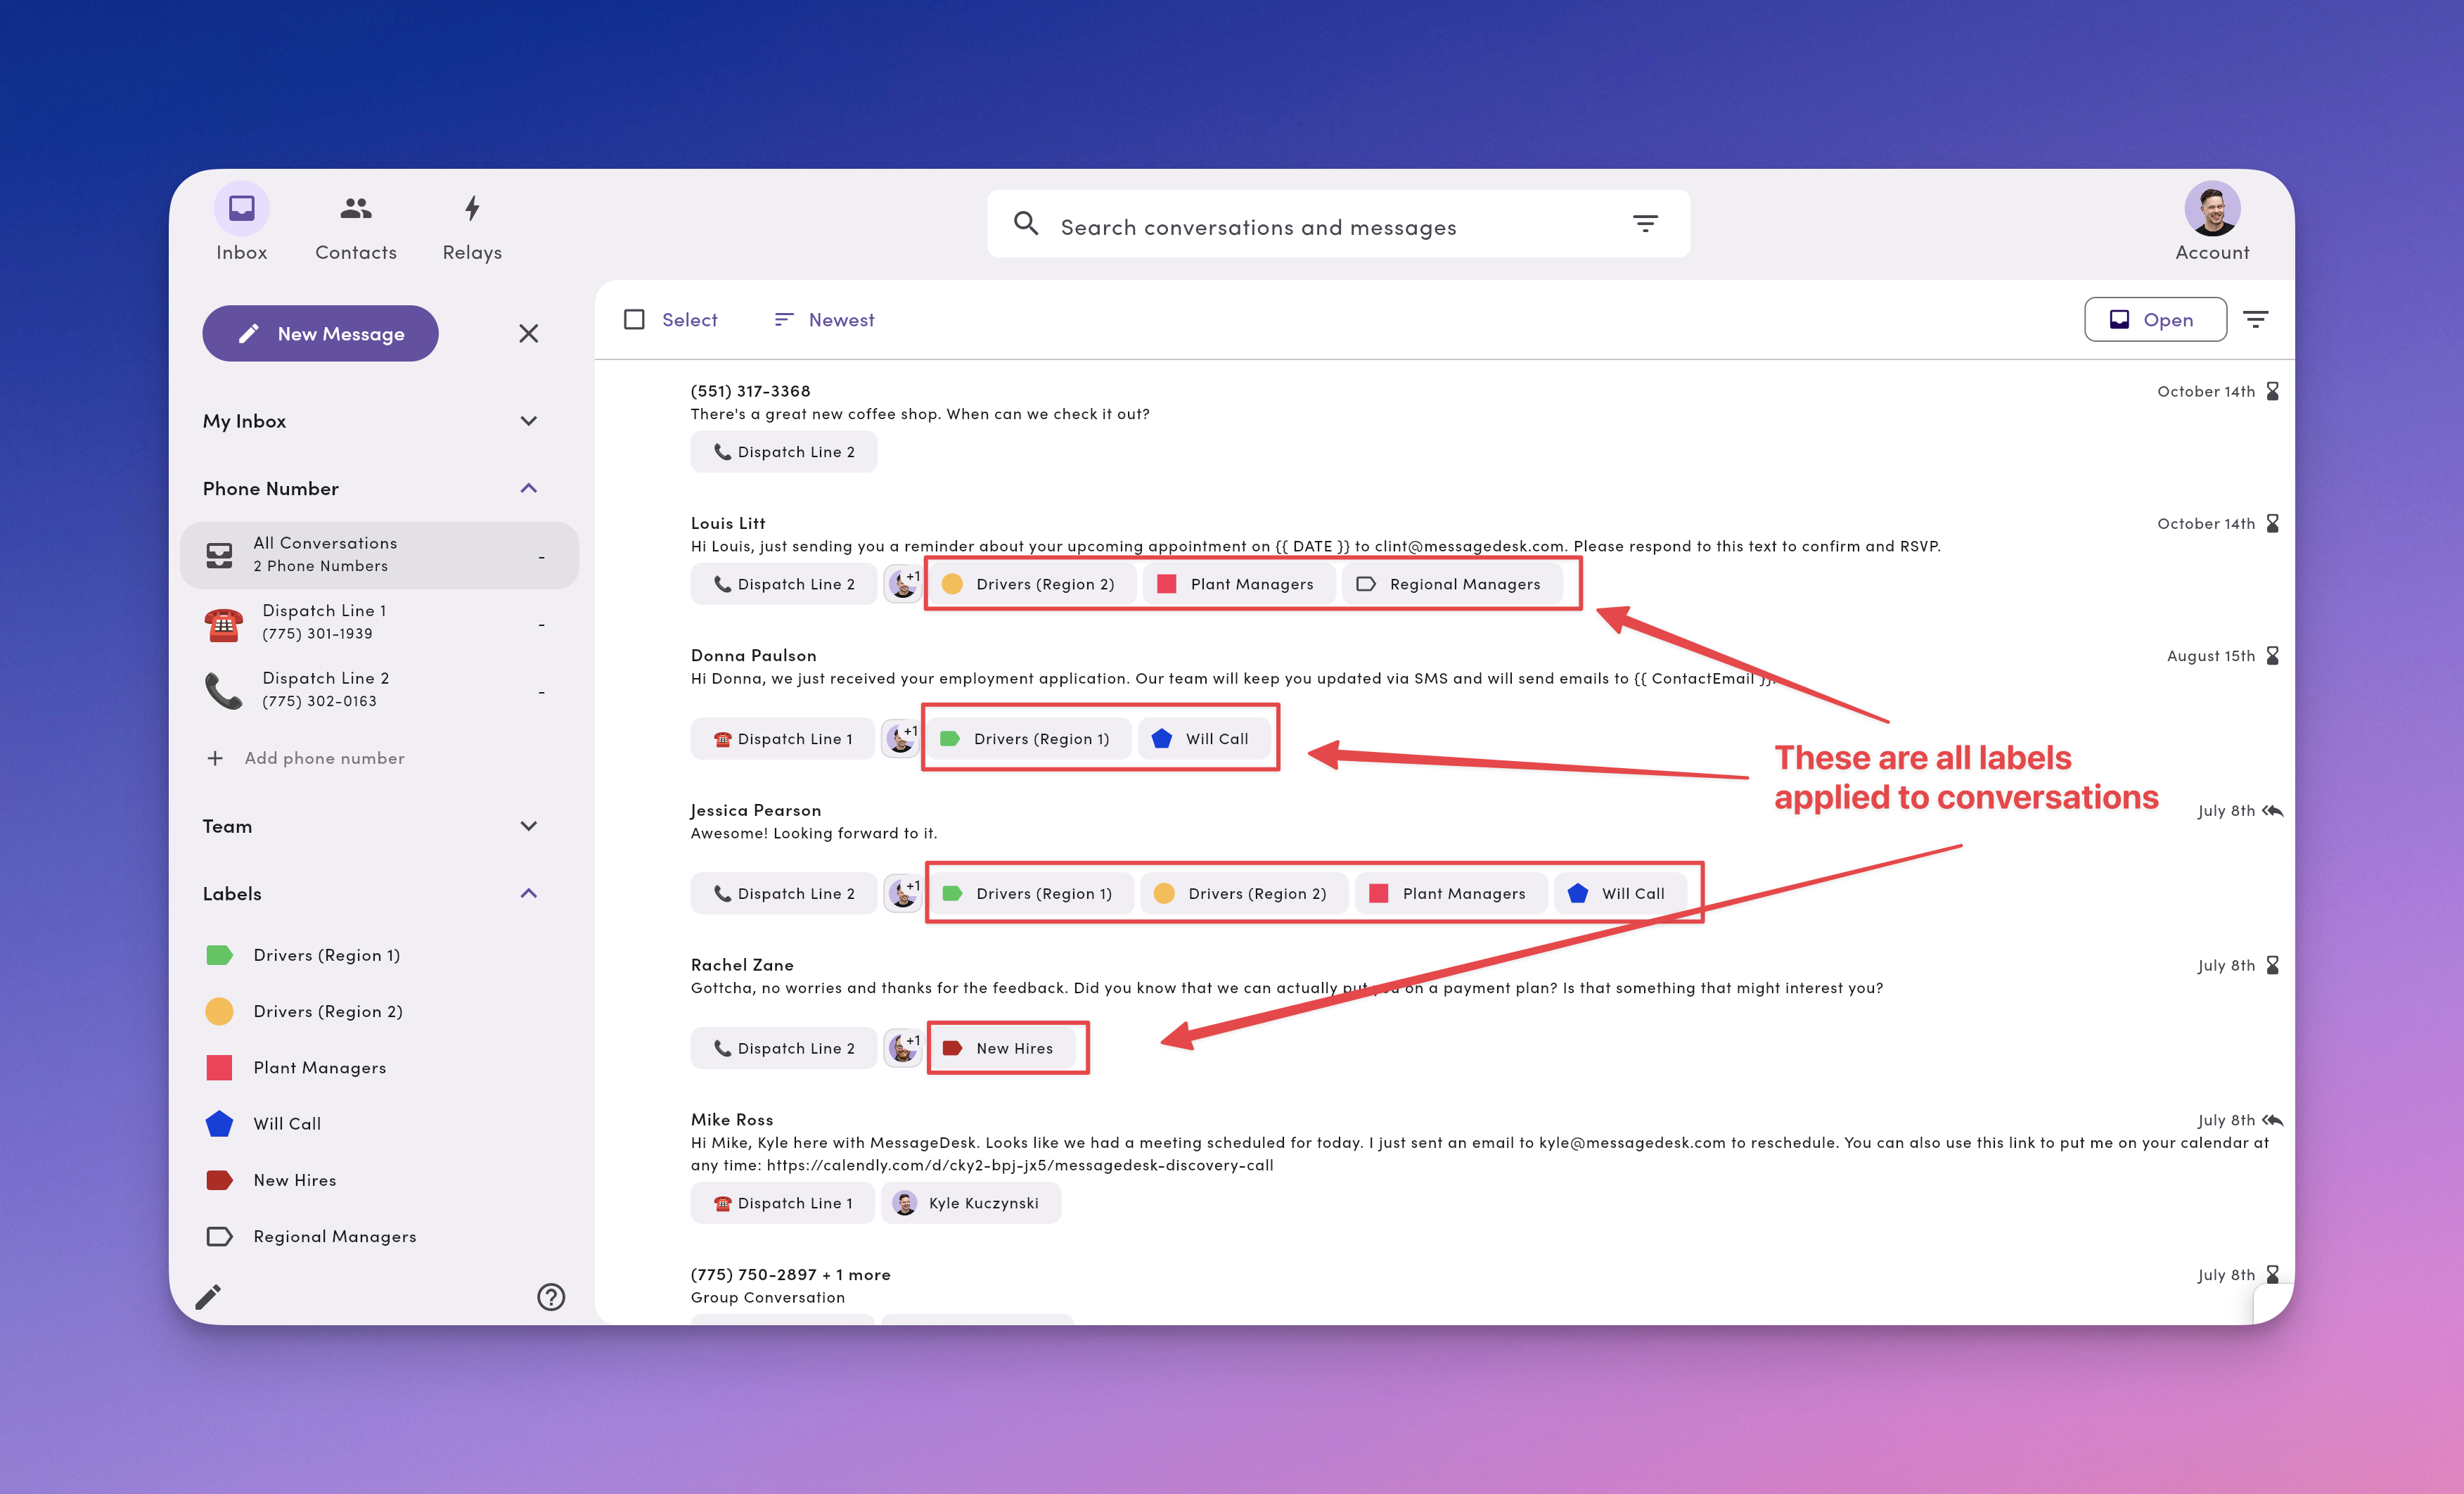 Inbox
Contacts
Relays
Search conversations and messages
Account
New Message
My Inbox
Phone Number
All Conversations
2 Phone Numbers
-
Dispatch Line 1
(775) 301-1939
-
Dispatch Line 2
(775) 302-0163
-
Add phone number
Team
Labels
Drivers (Region 1)
Drivers (Region 2)
Plant Managers
Will Call
New Hires
Regional Managers
Select
Newest
Open
(551) 317-3368
October 14th
There's a great new coffee shop. When can we check it out?
Dispatch Line 2
Louis Litt
October 14th
Hi Louis, just sending you a reminder about your upcoming appointment on {{ DATE }} to clint@messagedesk.com. Please respond to this text to confirm and RSVP.
Dispatch Line 2 +1 Drivers (Region 2) Plant Managers Regional Managers
Donna Paulson
August 15th
Hi Donna, we just received your employment application. Our team will keep you updated via SMS and will send emails to {{ ContactEmail }}.
Dispatch Line 1 +1 Drivers (Region 1) Will Call
These are all labels
applied to conversations
Jessica Pearson
July 8th
Awesome! Looking forward to it.
Dispatch Line 2 +1 Drivers (Region 1) Drivers (Region 2) Plant Managers Will Call
Rachel Zane
July 8th
Gottcha, no worries and thanks for the feedback. Did you know that we can actually put you on a payment plan? Is that something that might interest you?
Dispatch Line 2 +1 New Hires
Mike Ross
July 8th
Hi Mike, Kyle here with MessageDesk. Looks like we had a meeting scheduled for today. I just sent an email to kyle@messagedesk.com to reschedule. You can also use this link to put me on your calendar at
any time: https://calendly.com/d/cky2-bpj-jx5/messagedesk-discovery-call
Dispatch Line 1 Kyle Kuczynski
(775) 750-2897 + 1 more
July 8th
Group Conversation